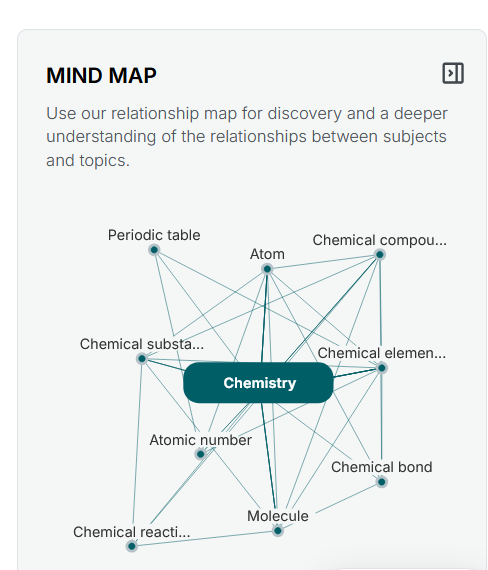 MIND MAP
Use our relationship map for discovery and a deeper
understanding of the relationships between subjects
and topics.
Periodic table
Atom
Chemical compou...
Chemical substa...
Chemical elemen...
Chemistry
Atomic number
Chemical bond
Molecule
Chemical reacti...